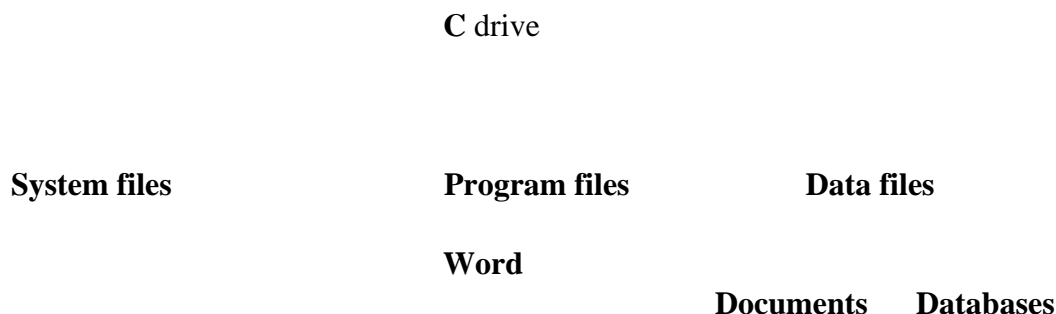 C drive
System files Program files Data files
Word
Documents Databases